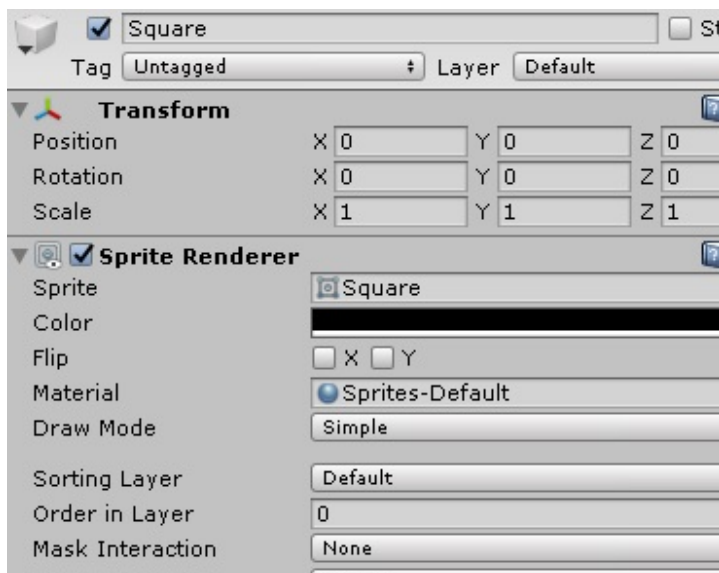 Square St
Tag Untagged Layer Default
Transform
Position X 0 Y 0 Z 0
Rotation X 0 Y 0 Z 0
Scale X 1 Y 1 Z 1
Sprite Renderer
Sprite Square
Color
Flip X Y
Material Sprites-Default
Draw Mode Simple
Sorting Layer Default
Order in Layer 0
Mask Interaction None